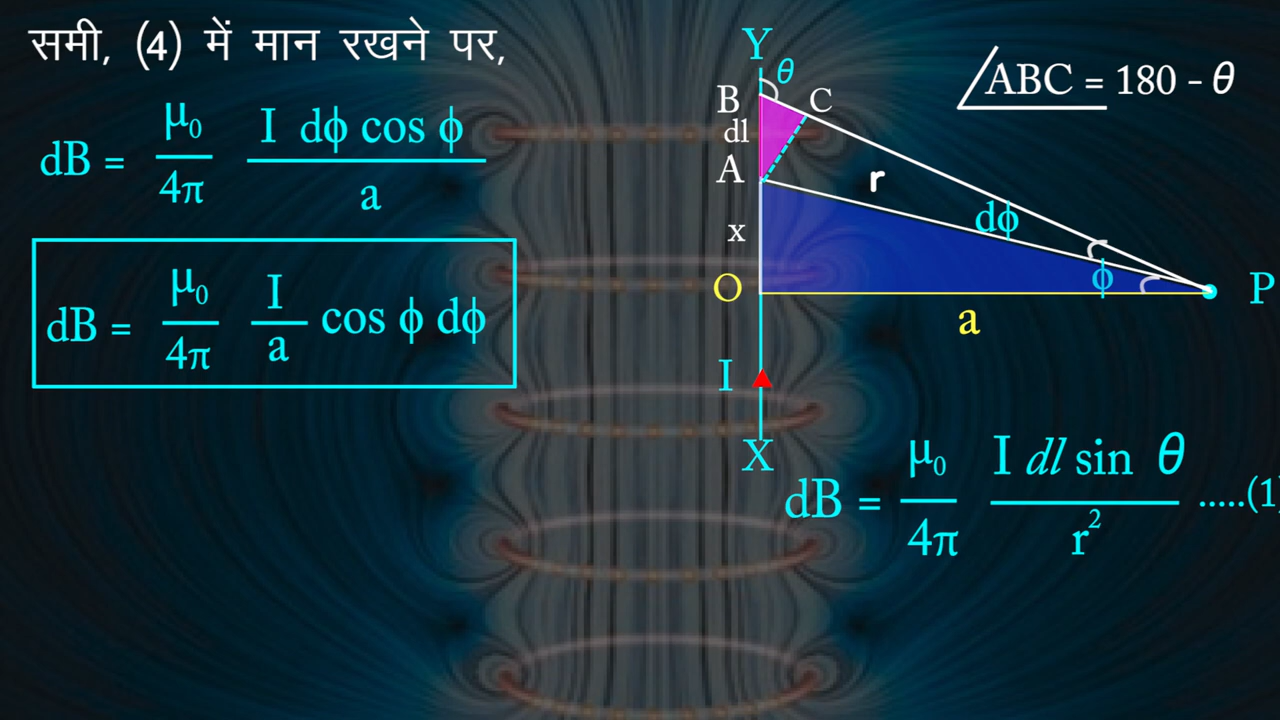 समी, (4) में मान रखने पर,
dB = μ₀/4π I dϕ cos ϕ/a
dB = μ₀/4π I/a cos ϕ dϕ
Y
θ
B
C
dl
A
r
x
dϕ
ϕ
O
P
a
I
X
∠ABC = 180 - θ
dB = μ₀/4π I dl sin θ/r² .....(1)